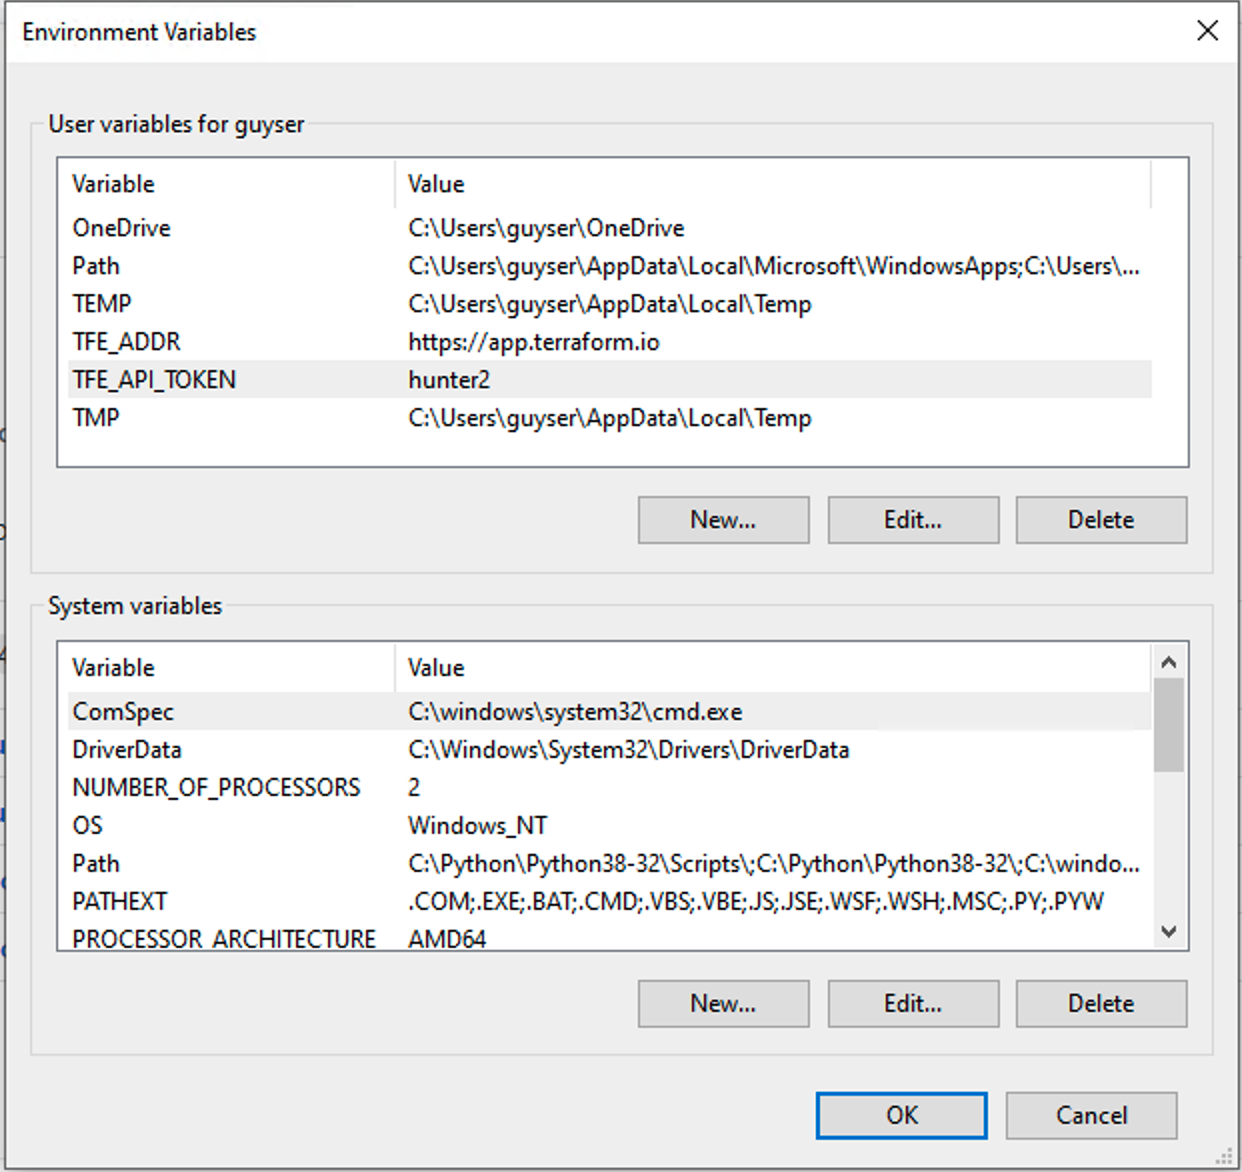 Environment Variables
User variables for guyser
Variable Value
OneDrive C:\Users\guyser\OneDrive
Path C:\Users\guyser\AppData\Local\Microsoft\WindowsApps;C:\Users\...
TEMP C:\Users\guyser\AppData\Local\Temp
TFE_ADDR https://app.terraform.io
TFE_API_TOKEN hunter2
TMP C:\Users\guyser\AppData\Local\Temp
New... Edit... Delete
System variables
Variable Value
ComSpec C:\windows\system32\cmd.exe
DriverData C:\Windows\System32\Drivers\DriverData
NUMBER_OF_PROCESSORS 2
OS Windows_NT
Path C:\Python\Python38-32\Scripts\;C:\Python\Python38-32\;C:\windo...
PATHEXT .COM;.EXE;.BAT;.CMD;.VBS;.VBE;.JS;.JSE;.WSF;.WSH;.MSC;.PY;.PYW
PROCESSOR_ARCHITECTURE AMD64
New... Edit... Delete
OK Cancel